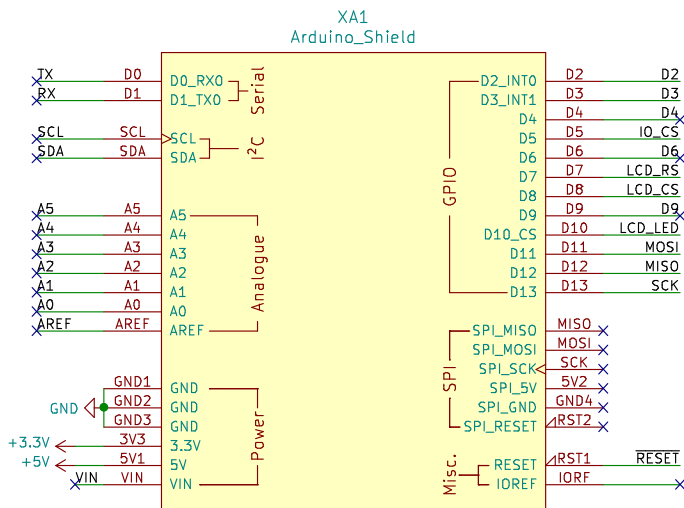 XA1
Arduino_Shield
TX D0 D0_RX0 D2_INT0 D2 D2
RX D1 D1_TX0 Serial D3_INT1 D3 D3
D4 D4 D4
SCL SCL SCL D5 D5 IO_CS
SDA SDA SDA I²C D6 D6 D6
D7 D7 LCD_RS
GPIO D8 D8 LCD_CS
A5 A5 A5 D9 D9 D9
A4 A4 A4 D10_CS D10 LCD_LED
A3 A3 A3 Analogue D11 D11 MOSI
A2 A2 A2 D12 D12 MISO
A1 A1 A1 D13 D13 SCK
A0 A0 A0
AREF AREF AREF SPI_MISO MISO
SPI_MOSI MOSI
SPI SPI_SCK SCK
GND1 GND SPI_5V 5V2
GND GND2 GND SPI_GND GND4
GND3 GND Power SPI_RESET RST2
+3.3V 3V3 3.3V
+5V 5V1 5V Misc. RESET RST1 RESET
VIN VIN VIN IOREF IORF